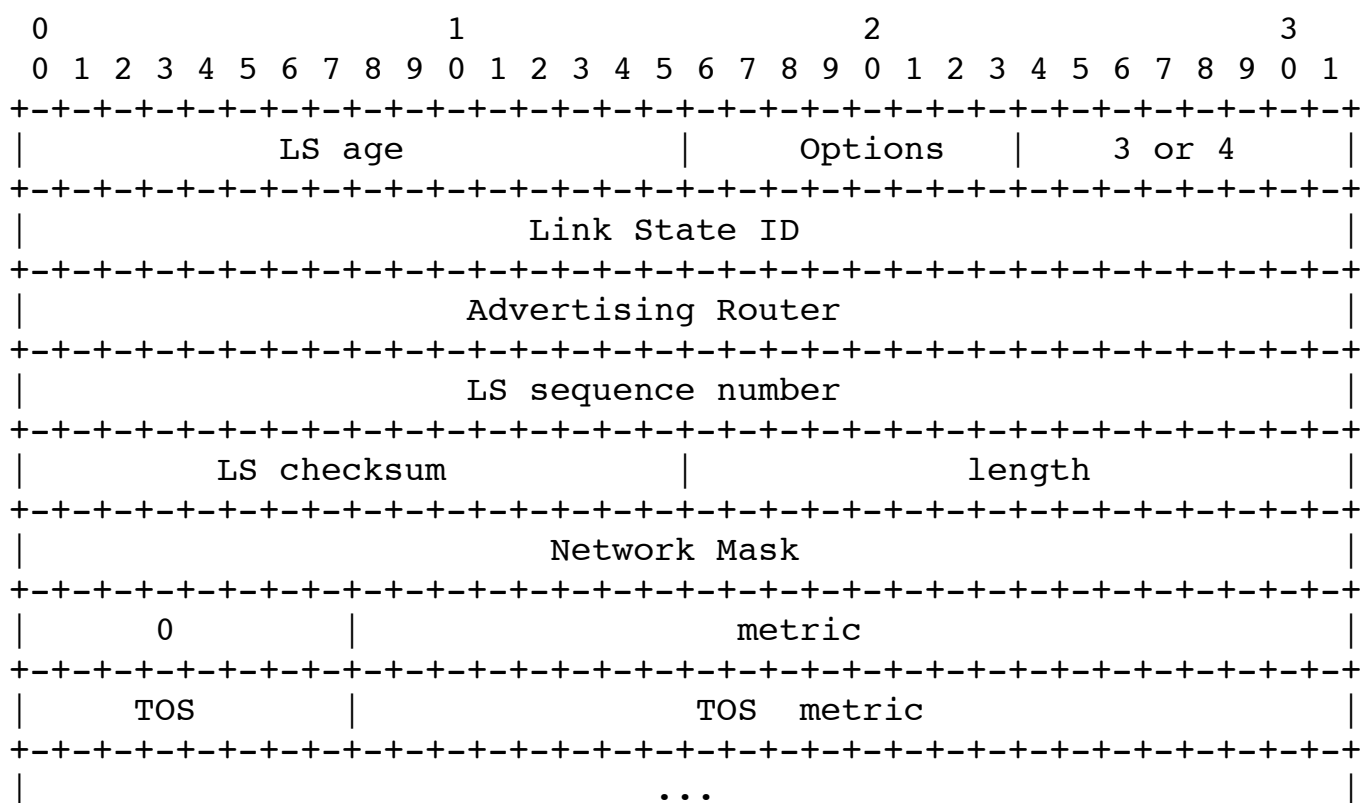 0                   1                   2                   3
0 1 2 3 4 5 6 7 8 9 0 1 2 3 4 5 6 7 8 9 0 1 2 3 4 5 6 7 8 9 0 1
+-+-+-+-+-+-+-+-+-+-+-+-+-+-+-+-+-+-+-+-+-+-+-+-+-+-+-+-+-+-+-+-+
|            LS age             |     Options   |    3 or 4     |
+-+-+-+-+-+-+-+-+-+-+-+-+-+-+-+-+-+-+-+-+-+-+-+-+-+-+-+-+-+-+-+-+
|                        Link State ID                          |
+-+-+-+-+-+-+-+-+-+-+-+-+-+-+-+-+-+-+-+-+-+-+-+-+-+-+-+-+-+-+-+-+
|                     Advertising Router                        |
+-+-+-+-+-+-+-+-+-+-+-+-+-+-+-+-+-+-+-+-+-+-+-+-+-+-+-+-+-+-+-+-+
|                     LS sequence number                        |
+-+-+-+-+-+-+-+-+-+-+-+-+-+-+-+-+-+-+-+-+-+-+-+-+-+-+-+-+-+-+-+-+
|         LS checksum           |             length            |
+-+-+-+-+-+-+-+-+-+-+-+-+-+-+-+-+-+-+-+-+-+-+-+-+-+-+-+-+-+-+-+-+
|                         Network Mask                          |
+-+-+-+-+-+-+-+-+-+-+-+-+-+-+-+-+-+-+-+-+-+-+-+-+-+-+-+-+-+-+-+-+
|      0        |                  metric                       |
+-+-+-+-+-+-+-+-+-+-+-+-+-+-+-+-+-+-+-+-+-+-+-+-+-+-+-+-+-+-+-+-+
|     TOS       |                TOS  metric                    |
+-+-+-+-+-+-+-+-+-+-+-+-+-+-+-+-+-+-+-+-+-+-+-+-+-+-+-+-+-+-+-+-+
|                              ...                              |